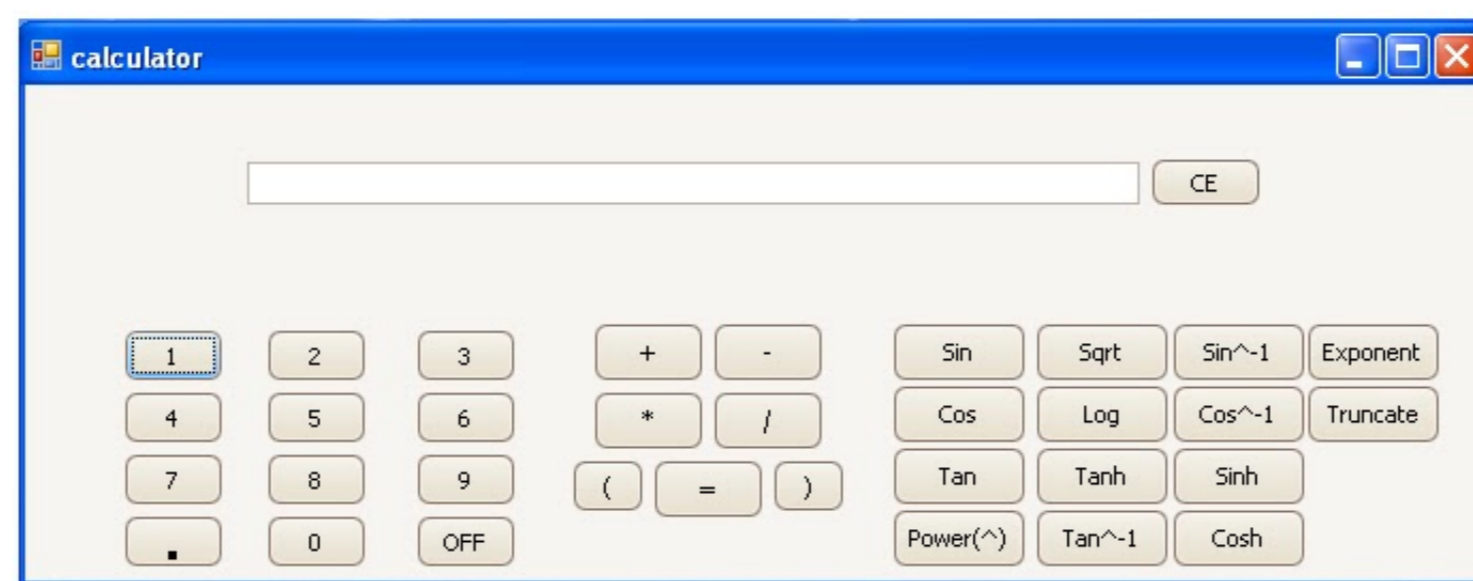 calculator
CE
1 2 3 + - Sin Sqrt Sin^-1 Exponent
4 5 6 * / Cos Log Cos^-1 Truncate
7 8 9 ( = ) Tan Tanh Sinh
. 0 OFF Power(^) Tan^-1 Cosh